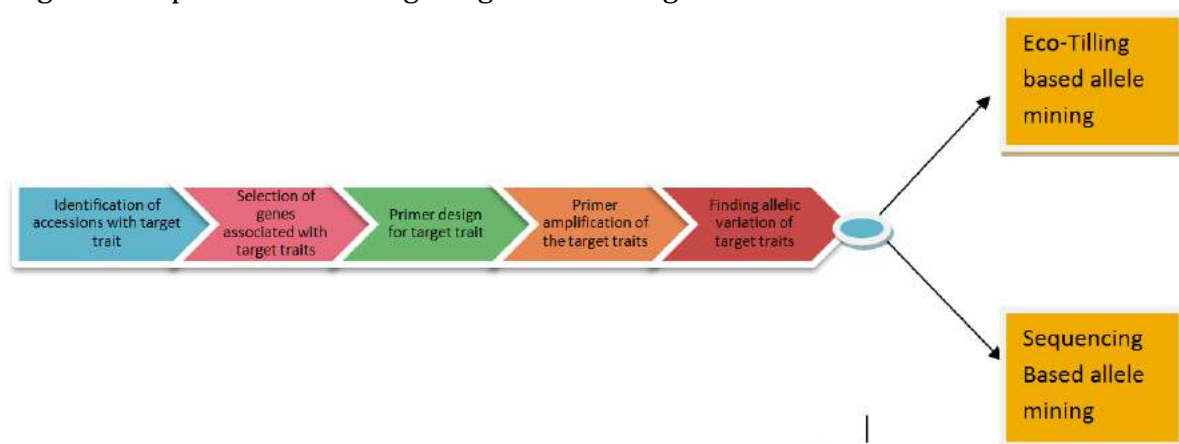 Identification of
accessions with target
trait
Selection of
genes
associated with
target traits
Primer design
for target trait
Primer
amplification of
the target traits
Finding allelic
variation of
target traits
Eco-Tilling
based allele
mining
Sequencing
Based allele
mining